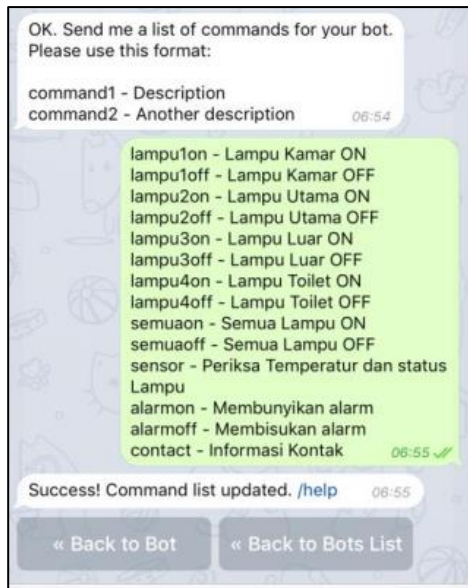 OK. Send me a list of commands for your bot.
Please use this format:
command1 - Description
command2 - Another description
06:54
lampu1on - Lampu Kamar ON
lampu1off - Lampu Kamar OFF
lampu2on - Lampu Utama ON
lampu2off - Lampu Utama OFF
lampu3on - Lampu Luar ON
lampu3off - Lampu Luar OFF
lampu4on - Lampu Toilet ON
lampu4off - Lampu Toilet OFF
semuaon - Semua Lampu ON
semuaoff - Semua Lampu OFF
sensor - Periksa Temperatur dan status
Lampu
alarmon - Membunyikan alarm
alarmoff - Membisukan alarm
contact - Informasi Kontak
06:55
Success! Command list updated. /help
06:55
« Back to Bot
« Back to Bots List